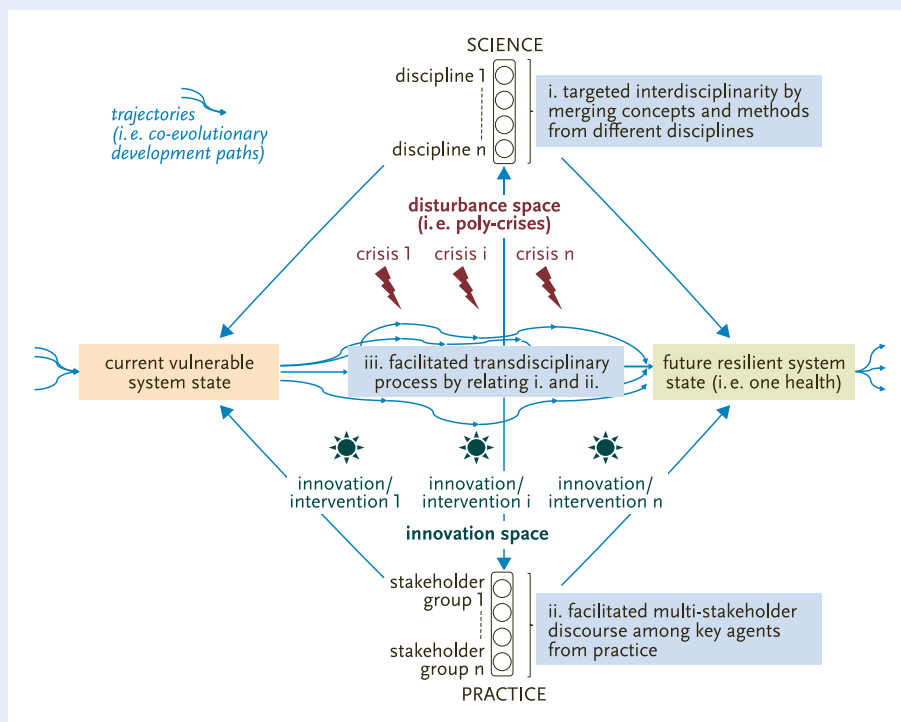 SCIENCE
discipline 1
discipline n
i. targeted interdisciplinarity by
merging concepts and methods
from different disciplines
trajectories
(i. e. co-evolutionary
development paths)
disturbance space
(i. e. poly-crises)
crisis 1
crisis i
crisis n
current vulnerable
system state
iii. facilitated transdisciplinary
process by relating i. and ii.
future resilient system
state (i. e. one health)
innovation/
intervention 1
innovation/
intervention i
innovation/
intervention n
innovation space
stakeholder
group 1
stakeholder
group n
ii. facilitated multi-stakeholder
discourse among key agents
from practice
PRACTICE